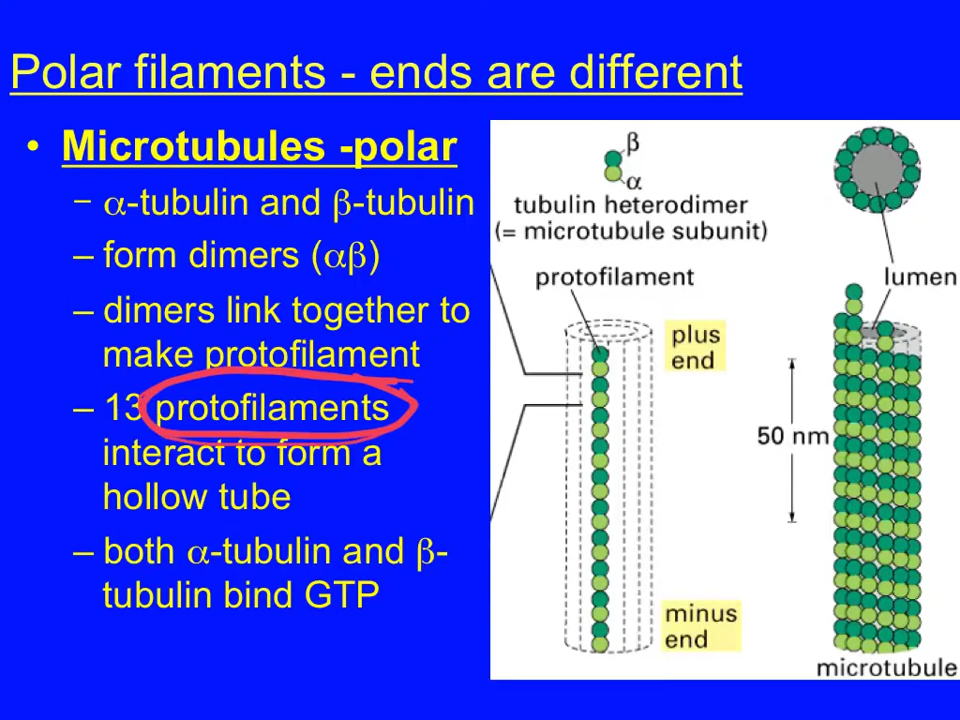 Polar filaments - ends are different
• Microtubules -polar
– α-tubulin and β-tubulin
– form dimers (αβ)
– dimers link together to
make protofilament
– 13 protofilaments
interact to form a
hollow tube
– both α-tubulin and β-
tubulin bind GTP
β
α
tubulin heterodimer
(= microtubule subunit)
protofilament
lumen
plus
end
50 nm
minus
end
microtubule